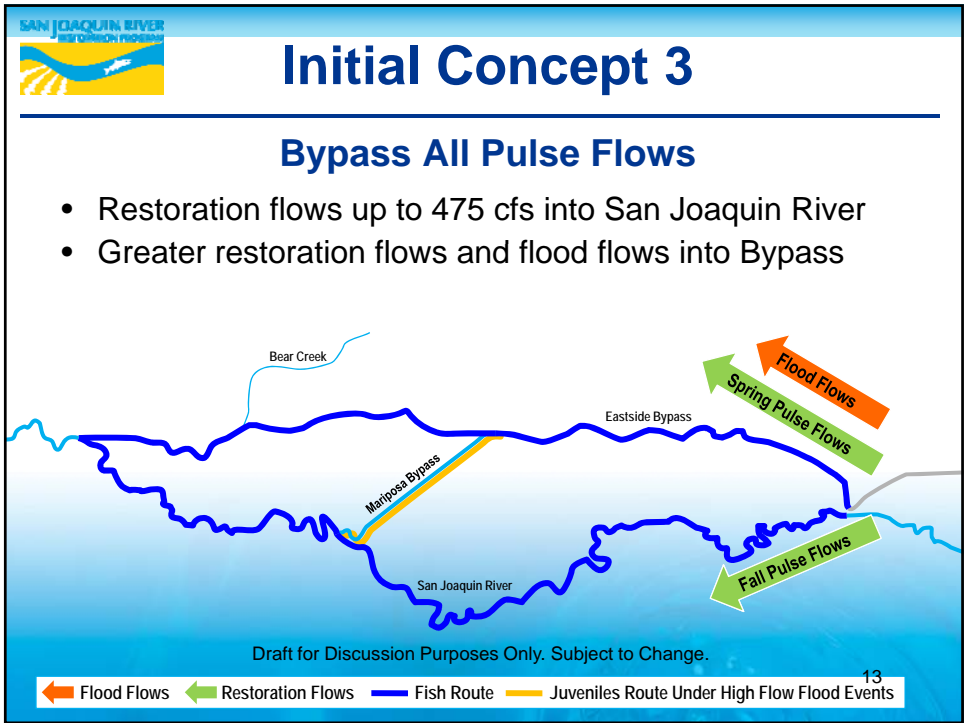 SAN JOAQUIN RIVER
RESTORATION PROGRAM
Initial Concept 3
Bypass All Pulse Flows
• Restoration flows up to 475 cfs into San Joaquin River
• Greater restoration flows and flood flows into Bypass
Bear Creek
Flood Flows
Spring Pulse Flows
Eastside Bypass
Mariposa Bypass
Fall Pulse Flows
San Joaquin River
Draft for Discussion Purposes Only. Subject to Change.
13
Flood Flows Restoration Flows Fish Route Juveniles Route Under High Flow Flood Events